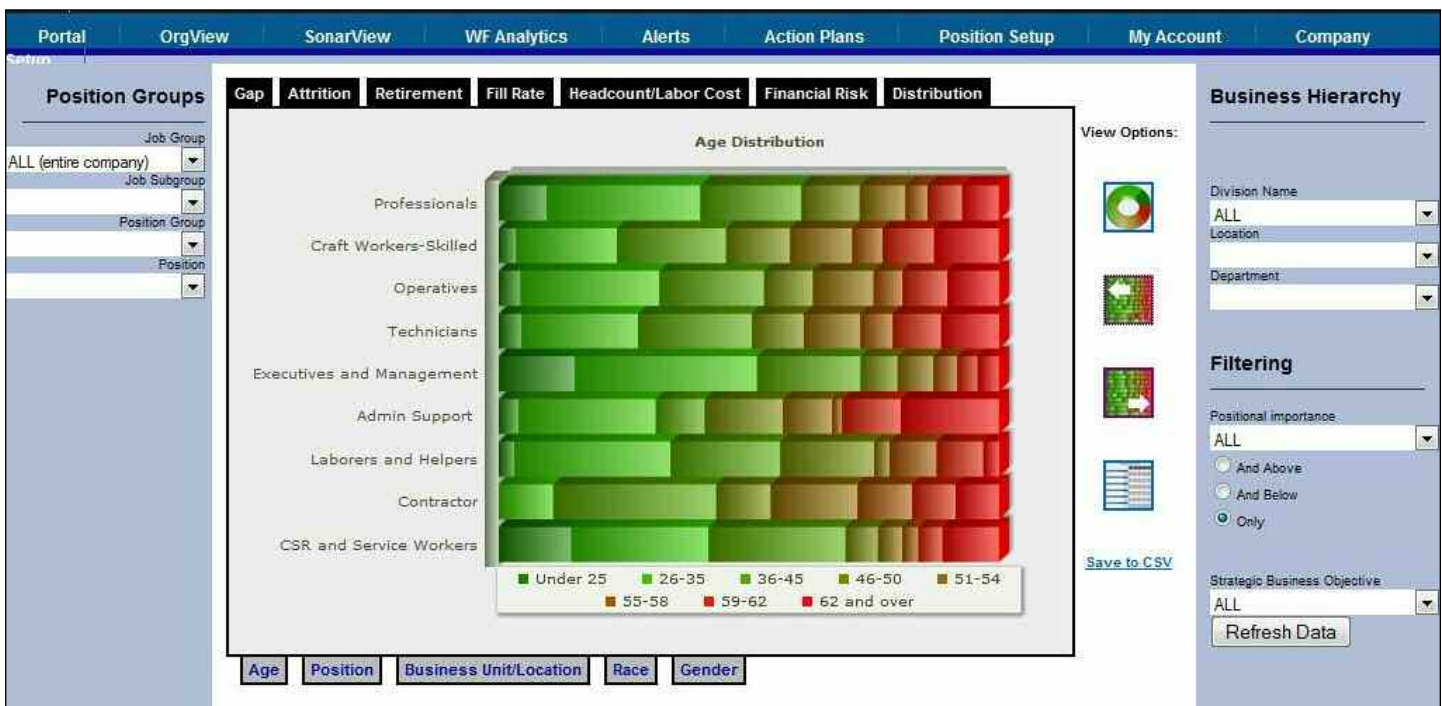 Portal OrgView SonarView WF Analytics Alerts Action Plans Position Setup My Account Company
Setup
Position Groups
Job Group
ALL (entire company)
Job Subgroup
Position Group
Position
Gap Attrition Retirement Fill Rate Headcount/Labor Cost Financial Risk Distribution
Age Distribution
Professionals
Craft Workers-Skilled
Operatives
Technicians
Executives and Management
Admin Support
Laborers and Helpers
Contractor
CSR and Service Workers
Under 25 26-35 36-45 46-50 51-54
55-58 59-62 62 and over
Age Position Business Unit/Location Race Gender
View Options:
Save to CSV
Business Hierarchy
Division Name
ALL
Location
Department
Filtering
Positional importance
ALL
And Above
And Below
Only
Strategic Business Objective
ALL
Refresh Data